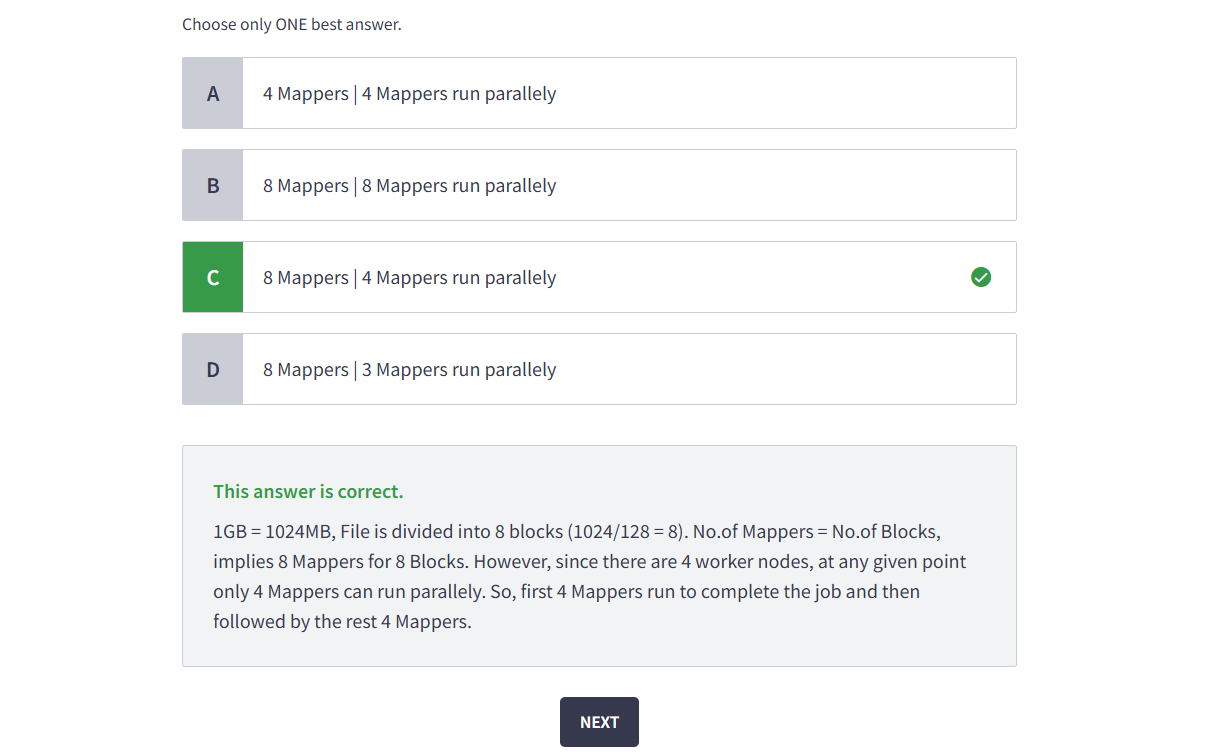 Choose only ONE best answer.
A
4 Mappers | 4 Mappers run parallely
B
8 Mappers | 8 Mappers run parallely
C
8 Mappers | 4 Mappers run parallely
D
8 Mappers | 3 Mappers run parallely
This answer is correct.
1GB = 1024MB, File is divided into 8 blocks (1024/128 = 8). No.of Mappers = No.of Blocks,
implies 8 Mappers for 8 Blocks. However, since there are 4 worker nodes, at any given point
only 4 Mappers can run parallely. So, first 4 Mappers run to complete the job and then
followed by the rest 4 Mappers.
NEXT